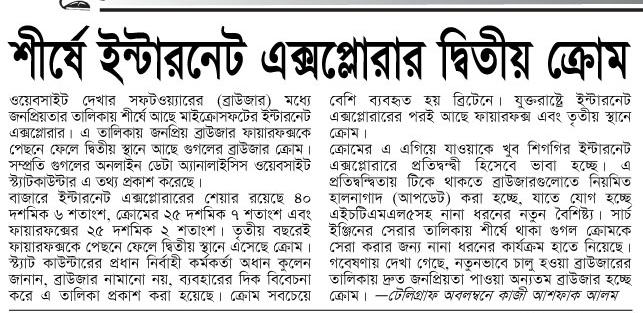 শীর্ষে ইন্টারনেট এক্সপ্লোরার দ্বিতীয় ক্রোম
ওয়েবসাইট দেখার সফটওয়্যারের (ব্রাউজার) মধ্যে
জনপ্রিয়তার তালিকায় শীর্ষে আছে মাইক্রোসফটের ইন্টারনেট
এক্সপ্লোরার। এ তালিকায় জনপ্রিয় ব্রাউজার ফায়ারফক্সকে
পেছনে ফেলে দ্বিতীয় স্থানে আছে গুগলের ব্রাউজার ক্রোম।
সম্প্রতি গুগলের অনলাইন ডেটা অ্যানালাইসিস ওয়েবসাইট
স্ট্যাটকাউন্টার এ তথ্য প্রকাশ করেছে।
বাজারে ইন্টারনেট এক্সপ্লোরারের শেয়ার রয়েছে ৪০
দশমিক ৬ শতাংশ, ক্রোমের ২৫ দশমিক ৭ শতাংশ এবং
ফায়ারফক্সের ২৫ দশমিক ২ শতাংশ। তৃতীয় বছরেই
ফায়ারফক্সকে পেছনে ফেলে দ্বিতীয় স্থানে এসেছে ক্রোম।
স্ট্যাট কাউন্টারের প্রধান নির্বাহী কর্মকর্তা অধান কুলেন
জানান, ব্রাউজার নামানো নয়, ব্যবহারের দিক বিবেচনা
করে এ তালিকা প্রকাশ করা হয়েছে। ক্রোম সবচেয়ে
বেশি ব্যবহৃত হয় ব্রিটেনে। যুক্তরাষ্ট্রে ইন্টারনেট
এক্সপ্লোরারের পরই আছে ফায়ারফক্স এবং তৃতীয় স্থানে
ক্রোম।
ক্রোমের এ এগিয়ে যাওয়াকে খুব শিগগির ইন্টারনেট
এক্সপ্লোরারে প্রতিদ্বন্দ্বী হিসেবে ভাবা হচ্ছে। এ
প্রতিদ্বন্দ্বিতায় টিকে থাকতে ব্রাউজারগুলোতে নিয়মিত
হালনাগাদ (আপডেট) করা হচ্ছে, যাতে যোগ হচ্ছে
এইচটিএমএল৫সহ নানা ধরনের নতুন বৈশিষ্ট্য। সার্চ
ইঞ্জিনের সেরার তালিকায় শীর্ষে থাকা গুগল ক্রোমকে
সেরা করার জন্য নানা ধরনের কার্যক্রম হাতে নিয়েছে।
গবেষণায় দেখা গেছে, নতুনভাবে চালু হওয়া ব্রাউজারের
তালিকায় দ্রুত জনপ্রিয়তা পাওয়া অন্যতম ব্রাউজার হচ্ছে
ক্রোম। —টেলিগ্রাফ অবলম্বনে কাজী আশফাক আলম